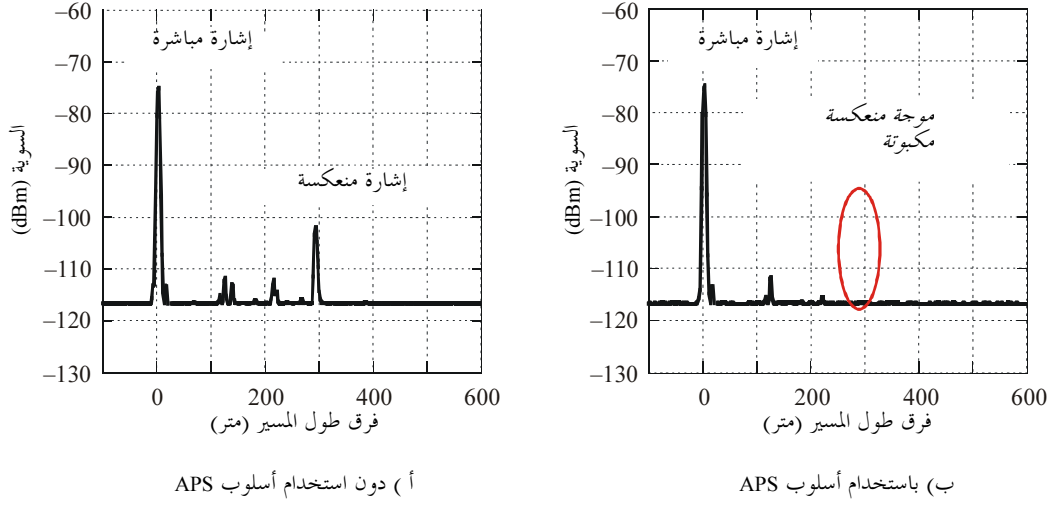 –60
–70
–80
–90
–100
–110
–120
–130
0
200
400
600
السوية (dBm)
إشارة مباشرة
إشارة منعكسة
فرق طول المسير (متر)
أ ) دون استخدام أسلوب APS
–60
–70
–80
–90
–100
–110
–120
–130
0
200
400
600
السوية (dBm)
إشارة مباشرة
موجة منعكسة
مكبوتة
فرق طول المسير (متر)
ب) باستخدام أسلوب APS